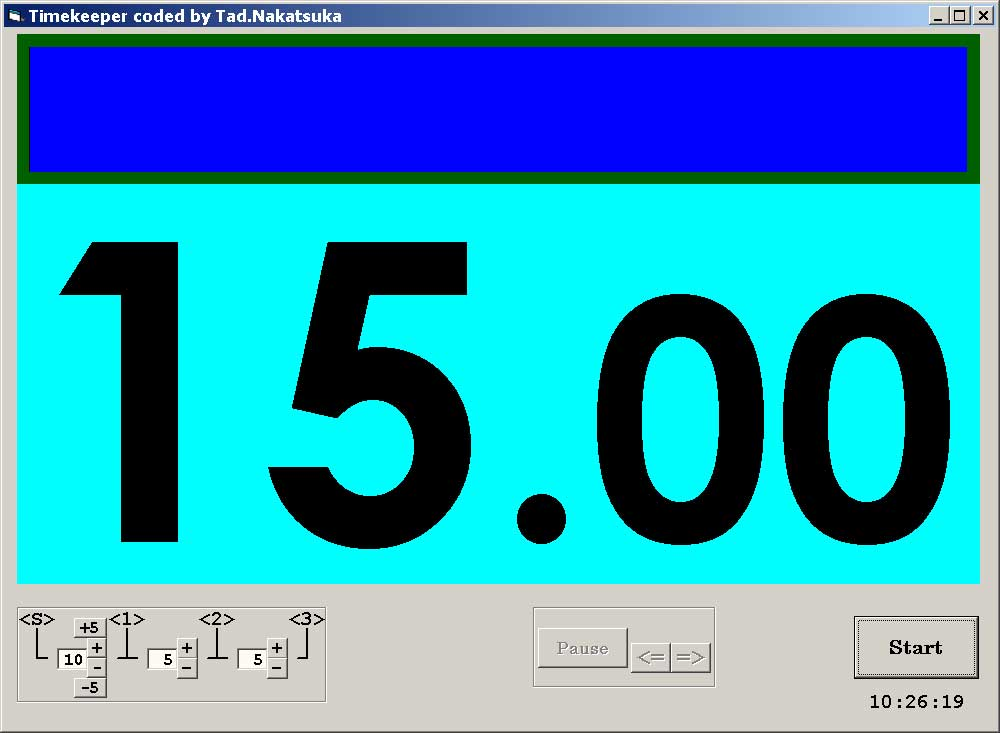 Timekeeper coded by Tad.Nakatsuka
15.00
<S> <1> <2> <3>
+5
+ + +
10 5 5
- - -
-5
Pause <= =>
Start
10:26:19